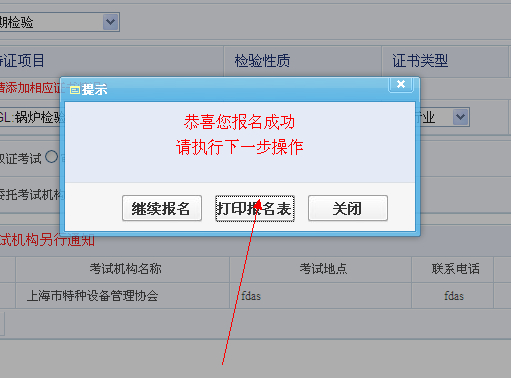 期检验
持证项目 检验性质 证书类型
请添加相应证
提示
恭喜您报名成功
请执行下一步操作
GL:锅炉检验
业
取证考试
委托考试机构
继续报名 打印报名表 关闭
试机构另行通知
考试机构名称 考试地点 联系电话
上海市特种设备管理协会 fdas fdas